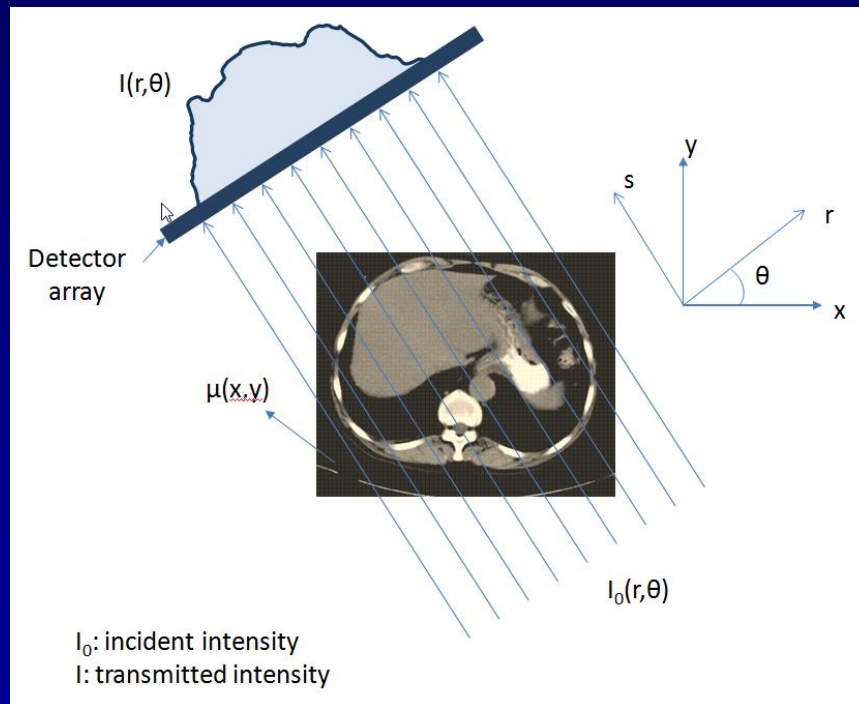 I(r,θ)
y
s
r
Detector
array
θ
x
μ(x,y)
I₀(r,θ)
I₀: incident intensity
I: transmitted intensity